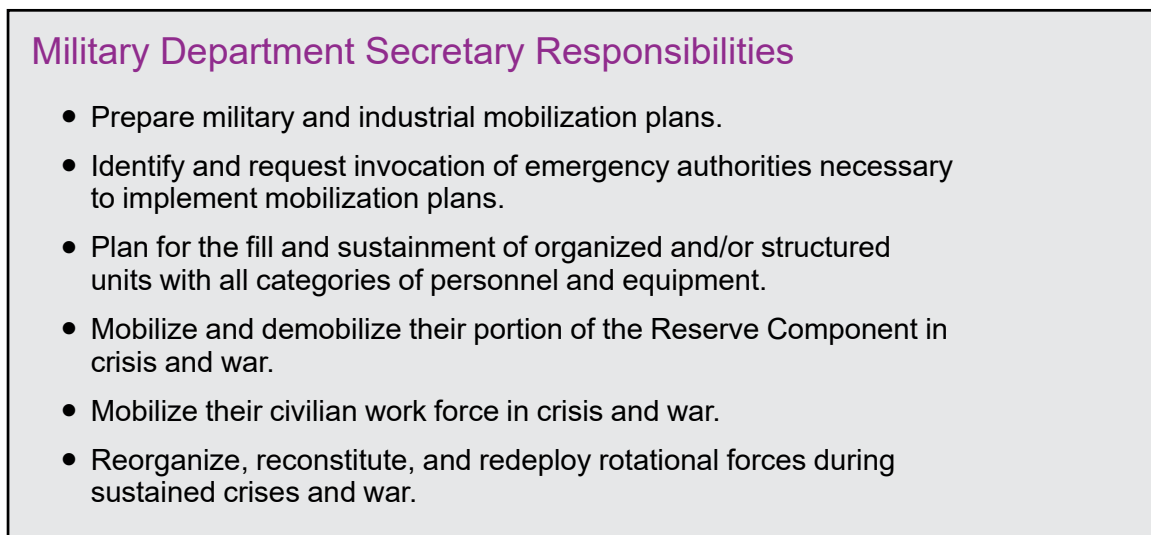 Military Department Secretary Responsibilities
● Prepare military and industrial mobilization plans.
● Identify and request invocation of emergency authorities necessary
to implement mobilization plans.
● Plan for the fill and sustainment of organized and/or structured
units with all categories of personnel and equipment.
● Mobilize and demobilize their portion of the Reserve Component in
crisis and war.
● Mobilize their civilian work force in crisis and war.
● Reorganize, reconstitute, and redeploy rotational forces during
sustained crises and war.